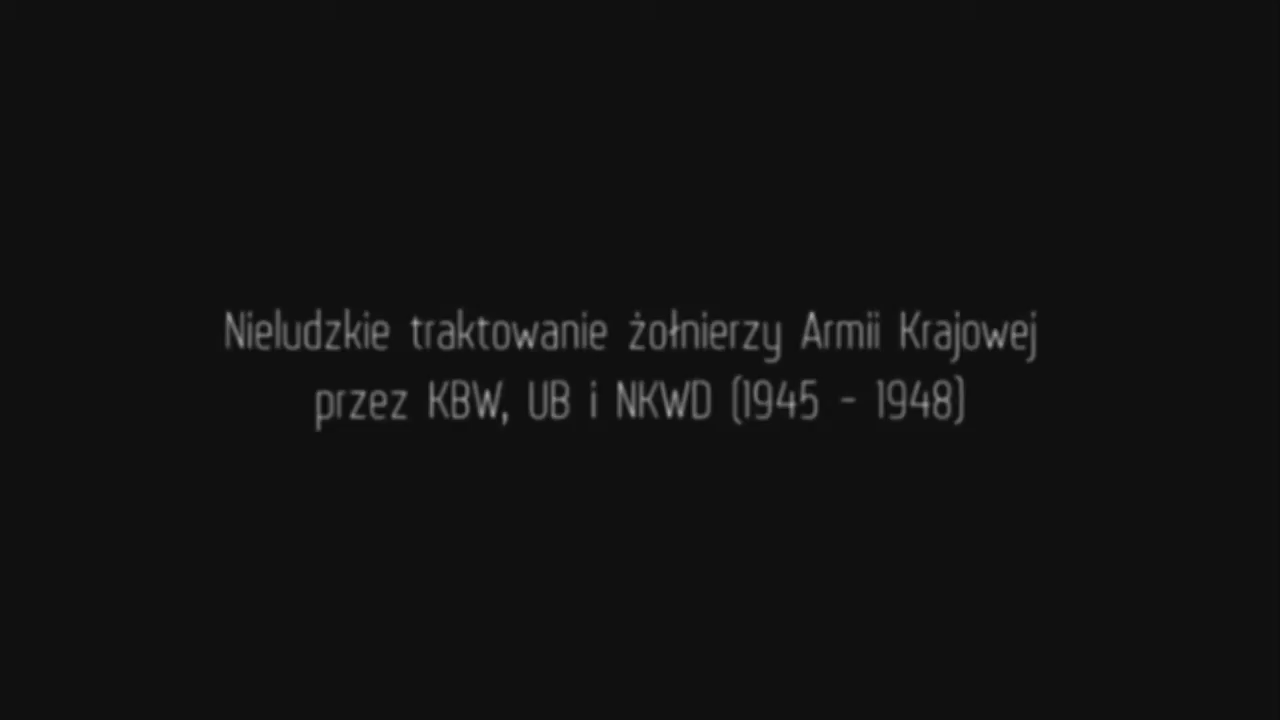 Nieludzkie traktowanie żołnierzy Armii Krajowej
przez KBW, UB i NKWD (1945 - 1948)